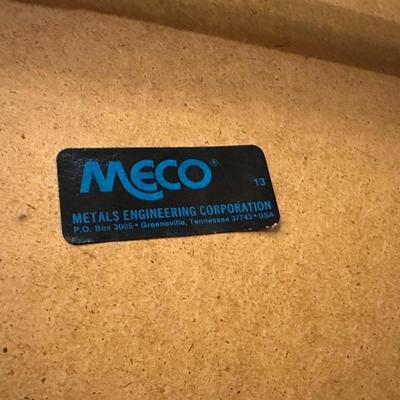 MECO®
13
METALS ENGINEERING CORPORATION
P.O. Box 3005 • Greeneville, Tennessee 37743 • USA